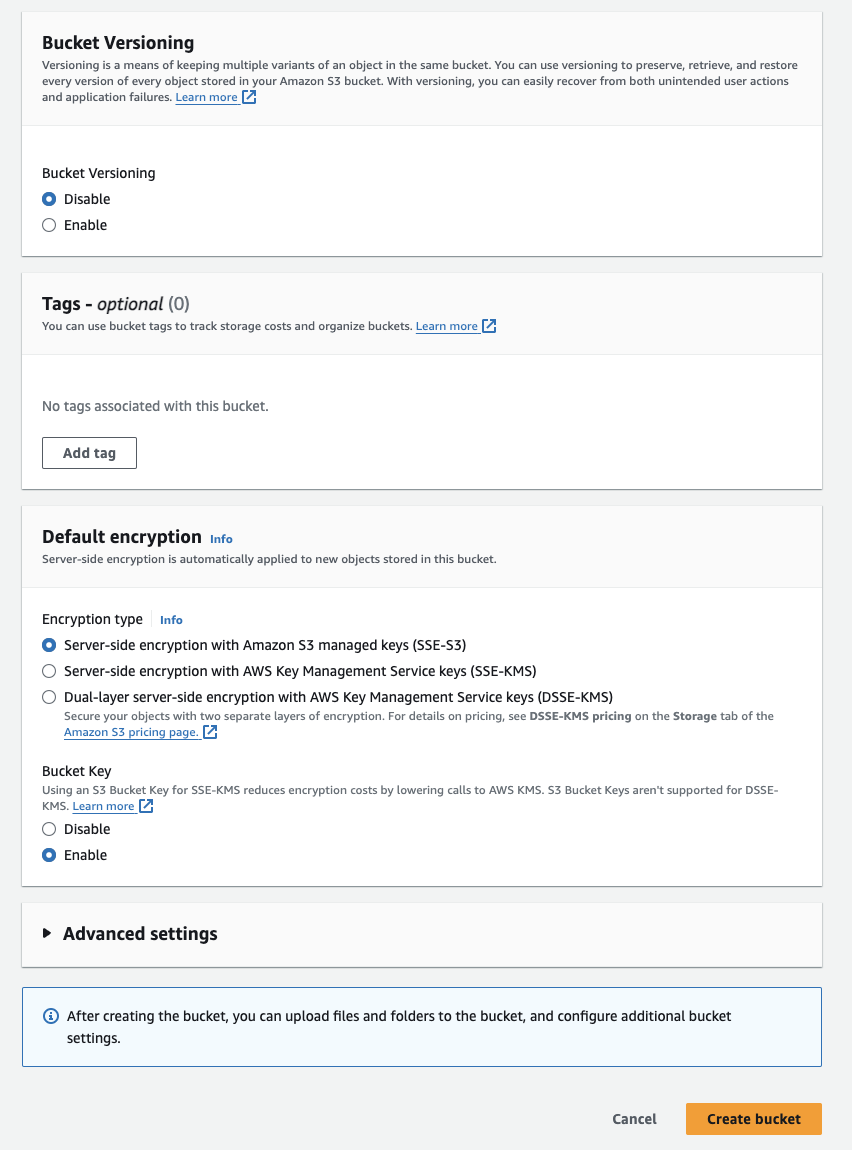 Bucket Versioning
Versioning is a means of keeping multiple variants of an object in the same bucket. You can use versioning to preserve, retrieve, and restore
every version of every object stored in your Amazon S3 bucket. With versioning, you can easily recover from both unintended user actions
and application failures. Learn more
Bucket Versioning
Disable
Enable
Tags - optional (0)
You can use bucket tags to track storage costs and organize buckets. Learn more
No tags associated with this bucket.
Add tag
Default encryption Info
Server-side encryption is automatically applied to new objects stored in this bucket.
Encryption type Info
Server-side encryption with Amazon S3 managed keys (SSE-S3)
Server-side encryption with AWS Key Management Service keys (SSE-KMS)
Dual-layer server-side encryption with AWS Key Management Service keys (DSSE-KMS)
Secure your objects with two separate layers of encryption. For details on pricing, see DSSE-KMS pricing on the Storage tab of the
Amazon S3 pricing page.
Bucket Key
Using an S3 Bucket Key for SSE-KMS reduces encryption costs by lowering calls to AWS KMS. S3 Bucket Keys aren't supported for DSSE-
KMS. Learn more
Disable
Enable
Advanced settings
After creating the bucket, you can upload files and folders to the bucket, and configure additional bucket
settings.
Cancel Create bucket